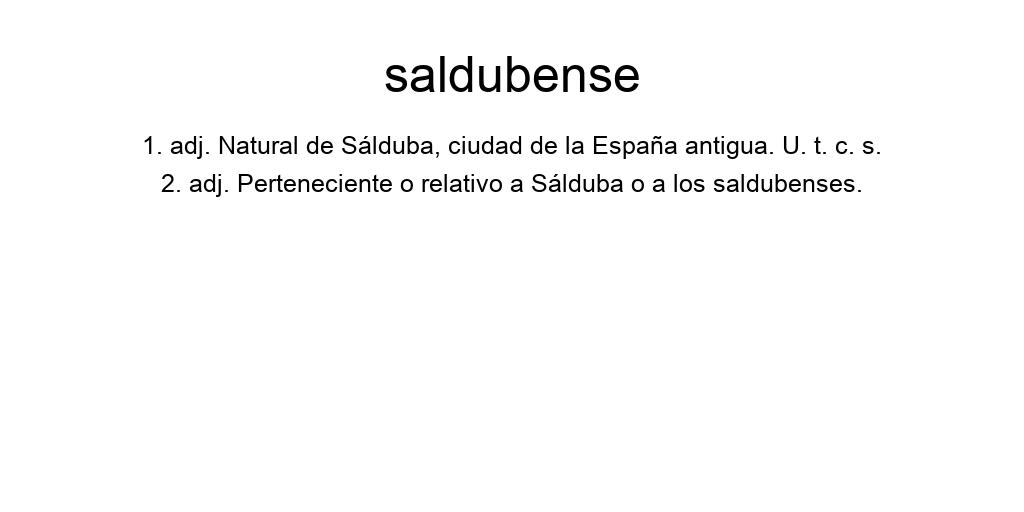 saldubense
1. adj. Natural de Sálduba, ciudad de la España antigua. U. t. c. s.
2. adj. Perteneciente o relativo a Sálduba o a los saldubenses.